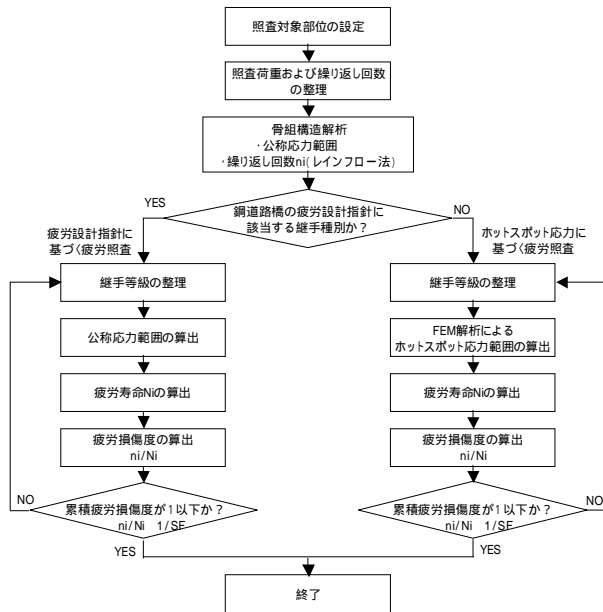 照査対象部位の設定
照査荷重および繰り返し回数
の整理
骨組構造解析
・公称応力範囲
・繰り返し回数ni(レインフロー法)
鋼道路橋の疲労設計指針に
該当する継手種別か?
YES
NO
疲労設計指針に
基づく疲労照査
継手等級の整理
公称応力範囲の算出
疲労寿命Niの算出
疲労損傷度の算出
ni/Ni
累積疲労損傷度が1以下か?
ni/Ni 1/SF
NO
YES
ホットスポット応力に
基づく疲労照査
継手等級の整理
FEM解析による
ホットスポット応力範囲の算出
疲労寿命Niの算出
疲労損傷度の算出
ni/Ni
累積疲労損傷度が1以下か?
ni/Ni 1/SF
NO
YES
終了